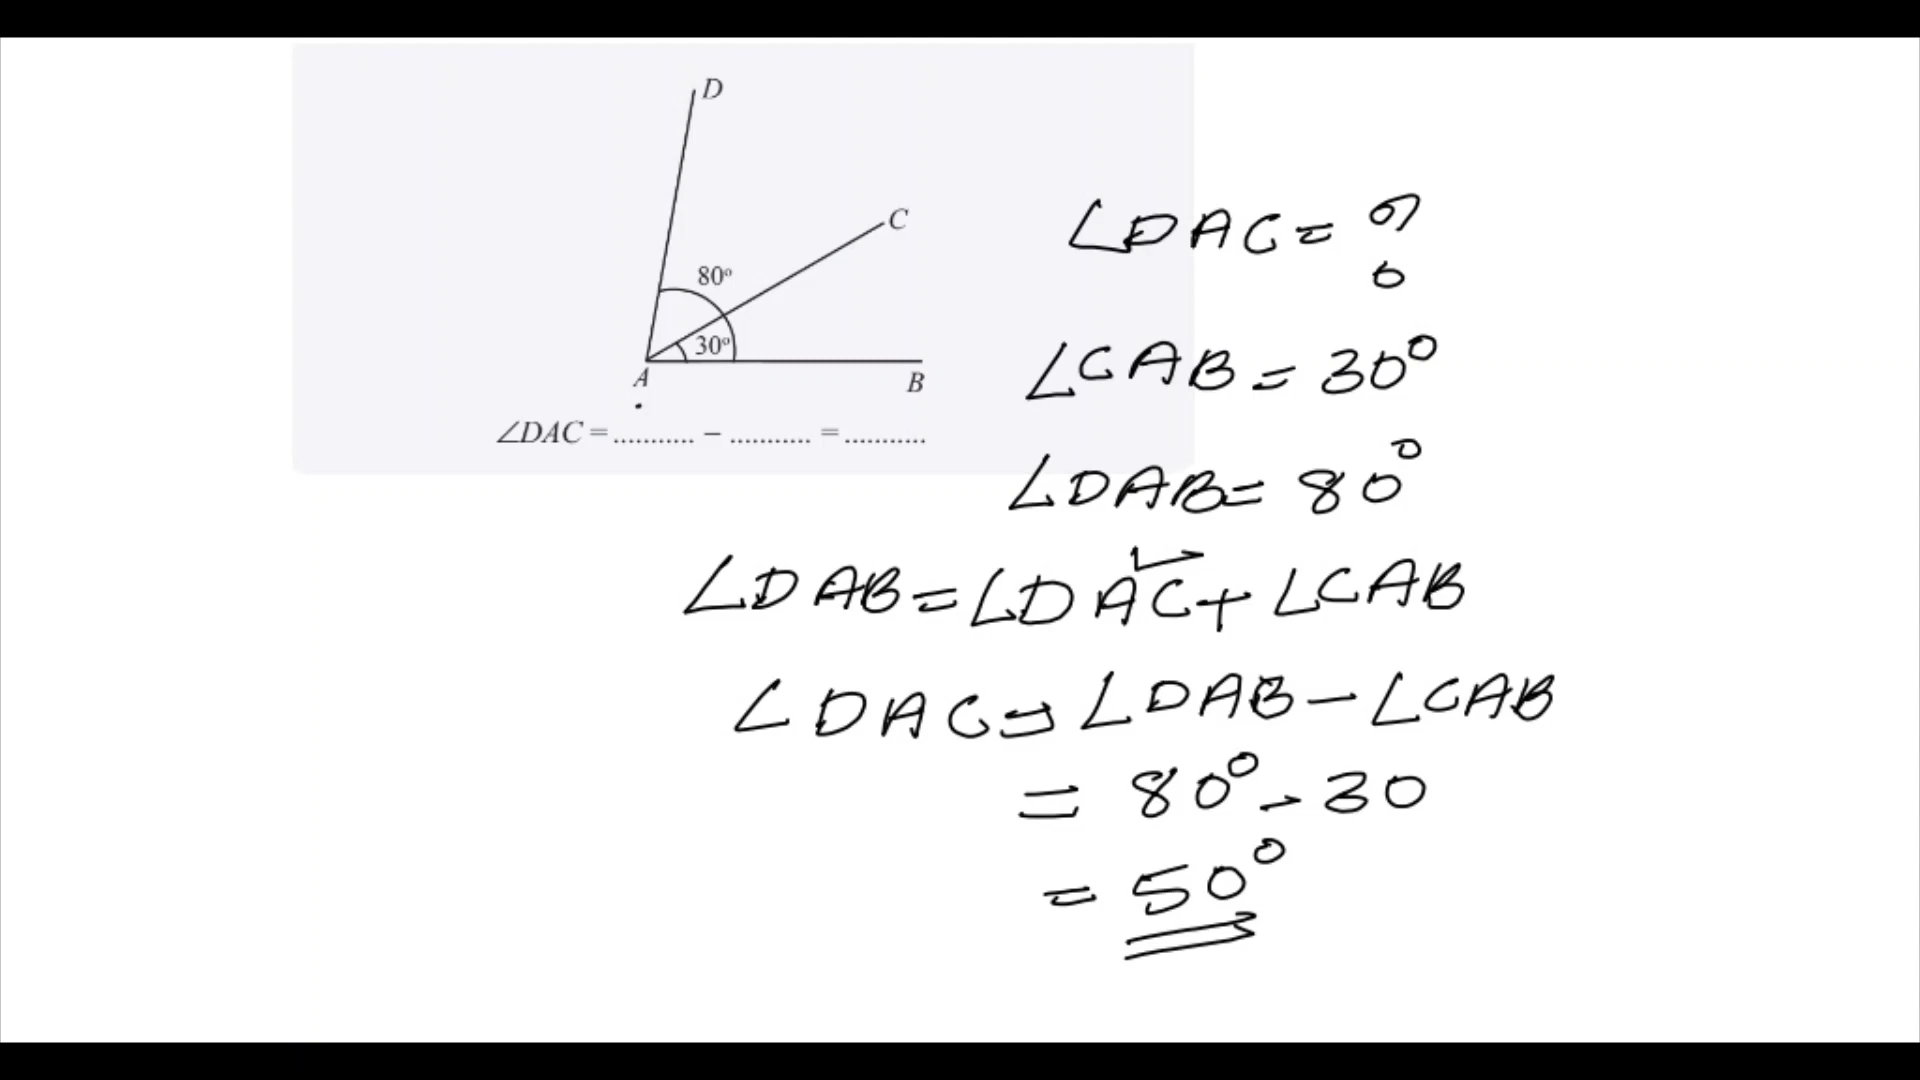 D
C
80°
30°
A
B
∠DAC = ........... – ........... = ...........
∠DAC = ?
∠CAB = 30°
∠DAB = 80°
∠DAB = ∠DAC + ∠CAB
∠DAC = ∠DAB – ∠CAB
= 80° - 30
= 50°